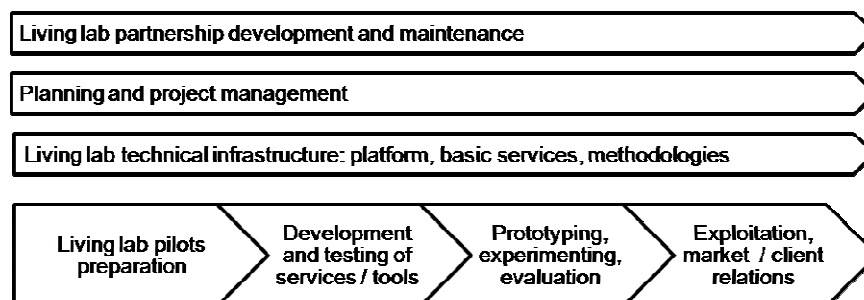 Living lab partnership development and maintenance
Planning and project management
Living lab technical infrastructure: platform, basic services, methodologies
Living lab pilots
preparation
Development
and testing of
services / tools
Prototyping,
experimenting,
evaluation
Exploitation,
market / client
relations